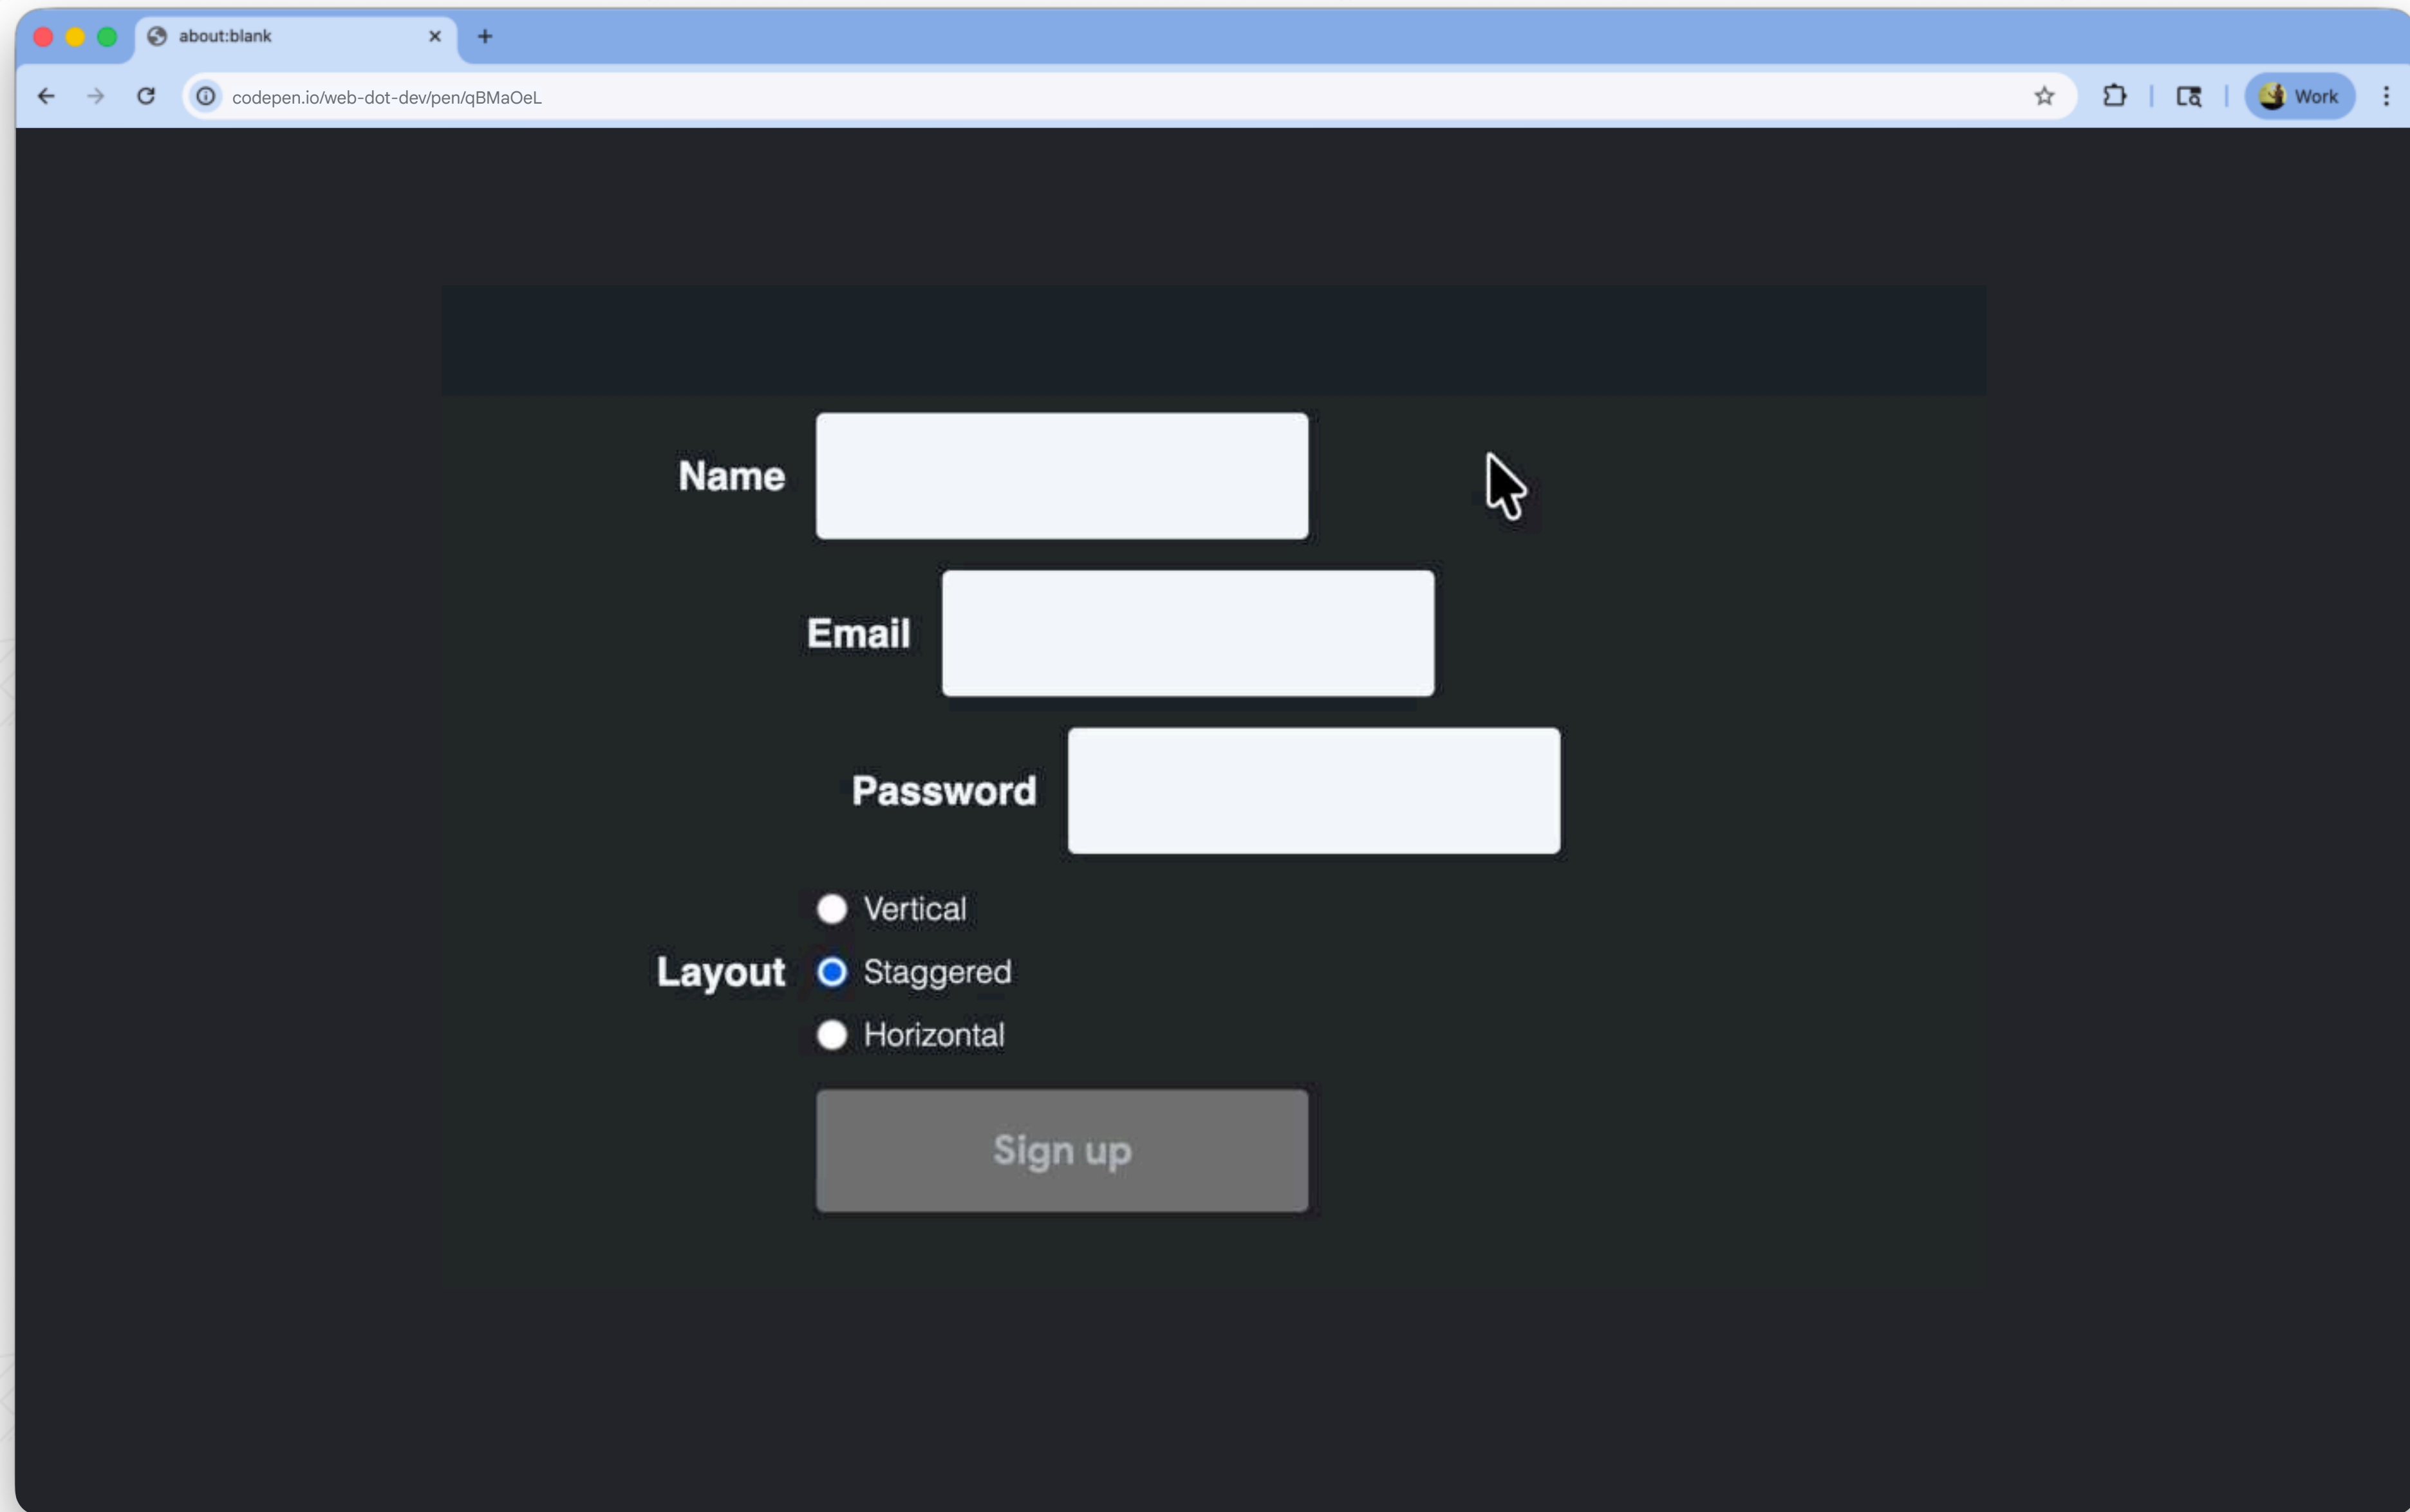 about:blank
codepen.io/web-dot-dev/pen/qBMaOeL
Work
Name
Email
Password
Vertical
Layout
Staggered
Horizontal
Sign up